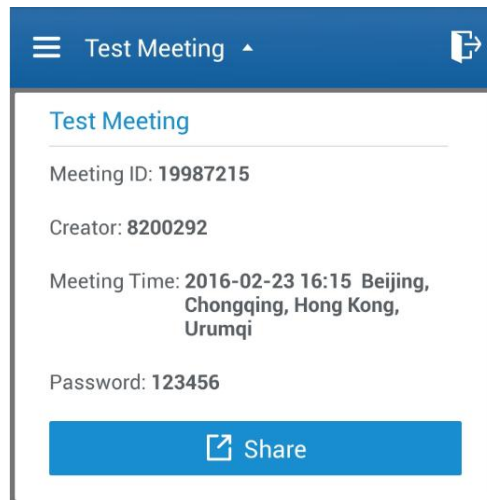 Test Meeting
Test Meeting
Meeting ID: 19987215
Creator: 8200292
Meeting Time: 2016-02-23 16:15 Beijing,
Chongqing, Hong Kong,
Urumqi
Password: 123456
Share